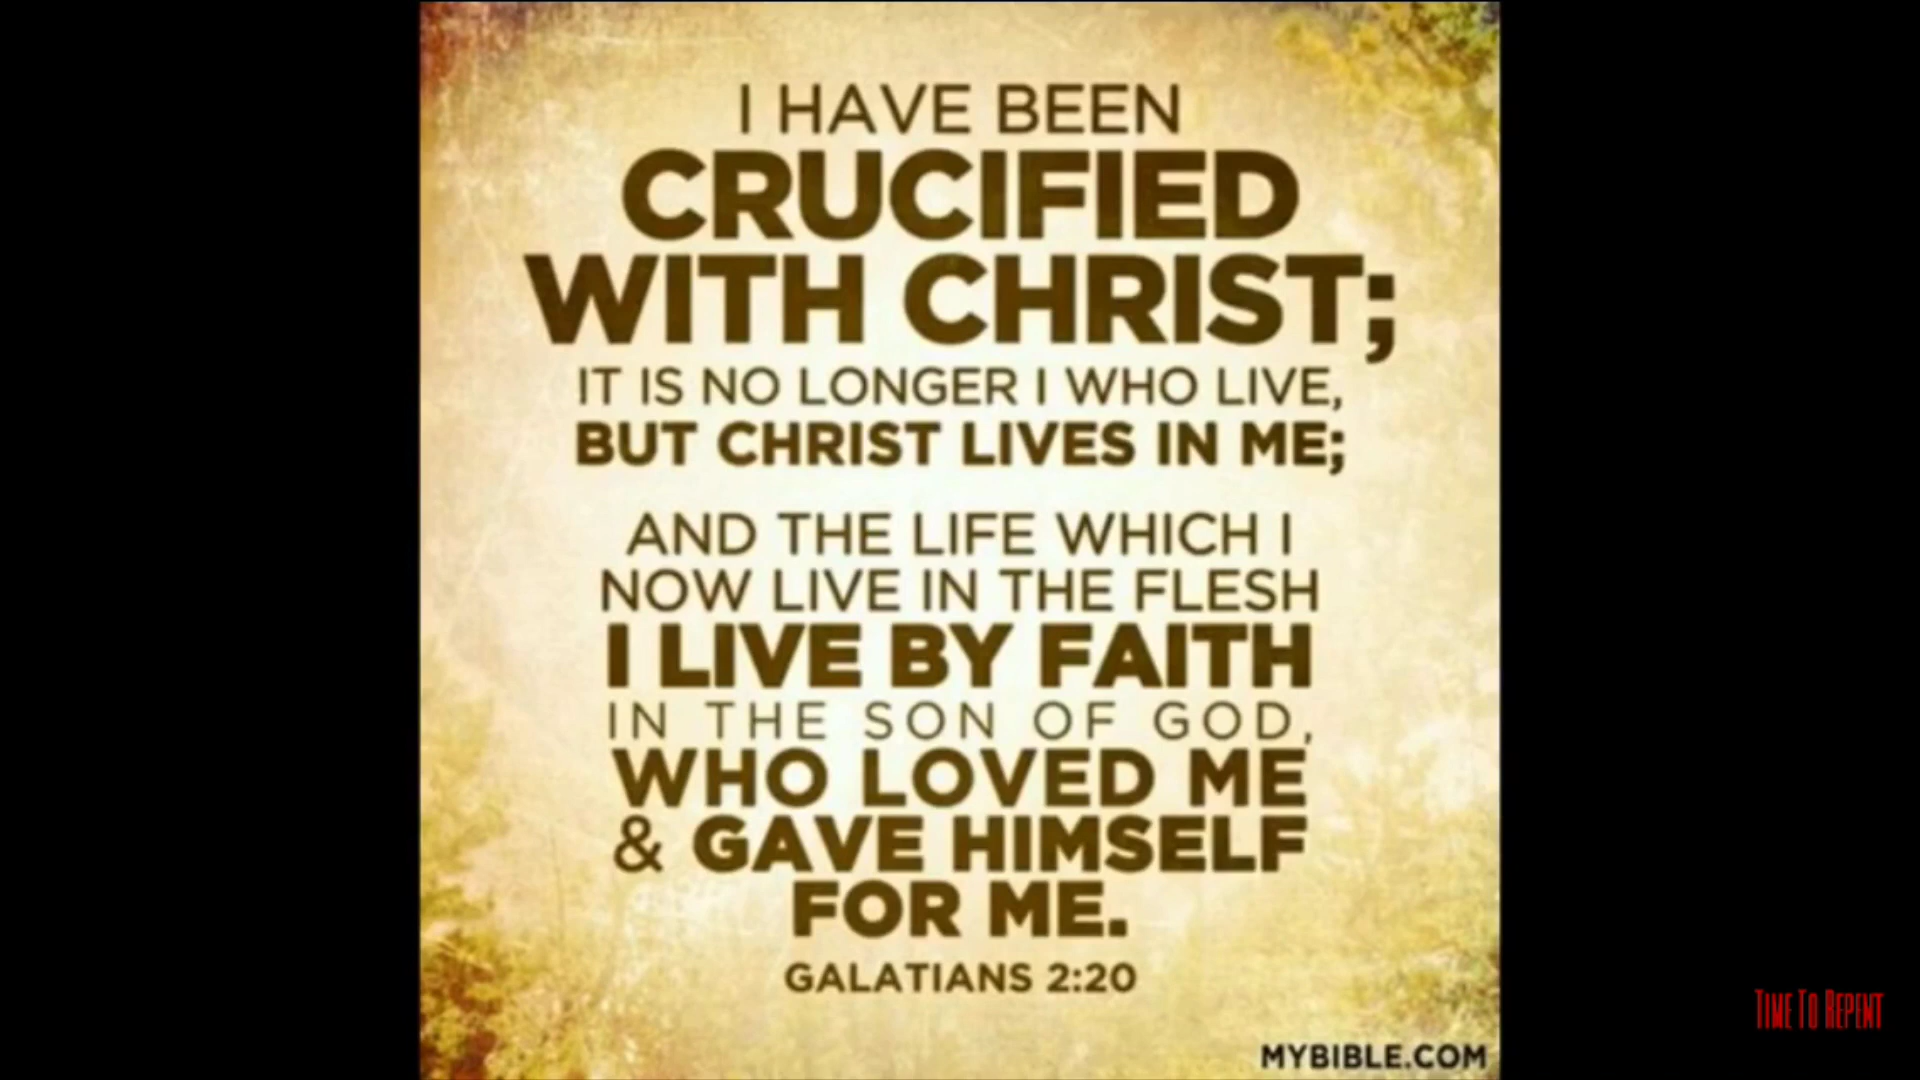 I HAVE BEEN
CRUCIFIED
WITH CHRIST;
IT IS NO LONGER I WHO LIVE,
BUT CHRIST LIVES IN ME;
AND THE LIFE WHICH I
NOW LIVE IN THE FLESH
I LIVE BY FAITH
IN THE SON OF GOD,
WHO LOVED ME
& GAVE HIMSELF
FOR ME.
GALATIANS 2:20
MYBIBLE.COM
TIME TO REPENT